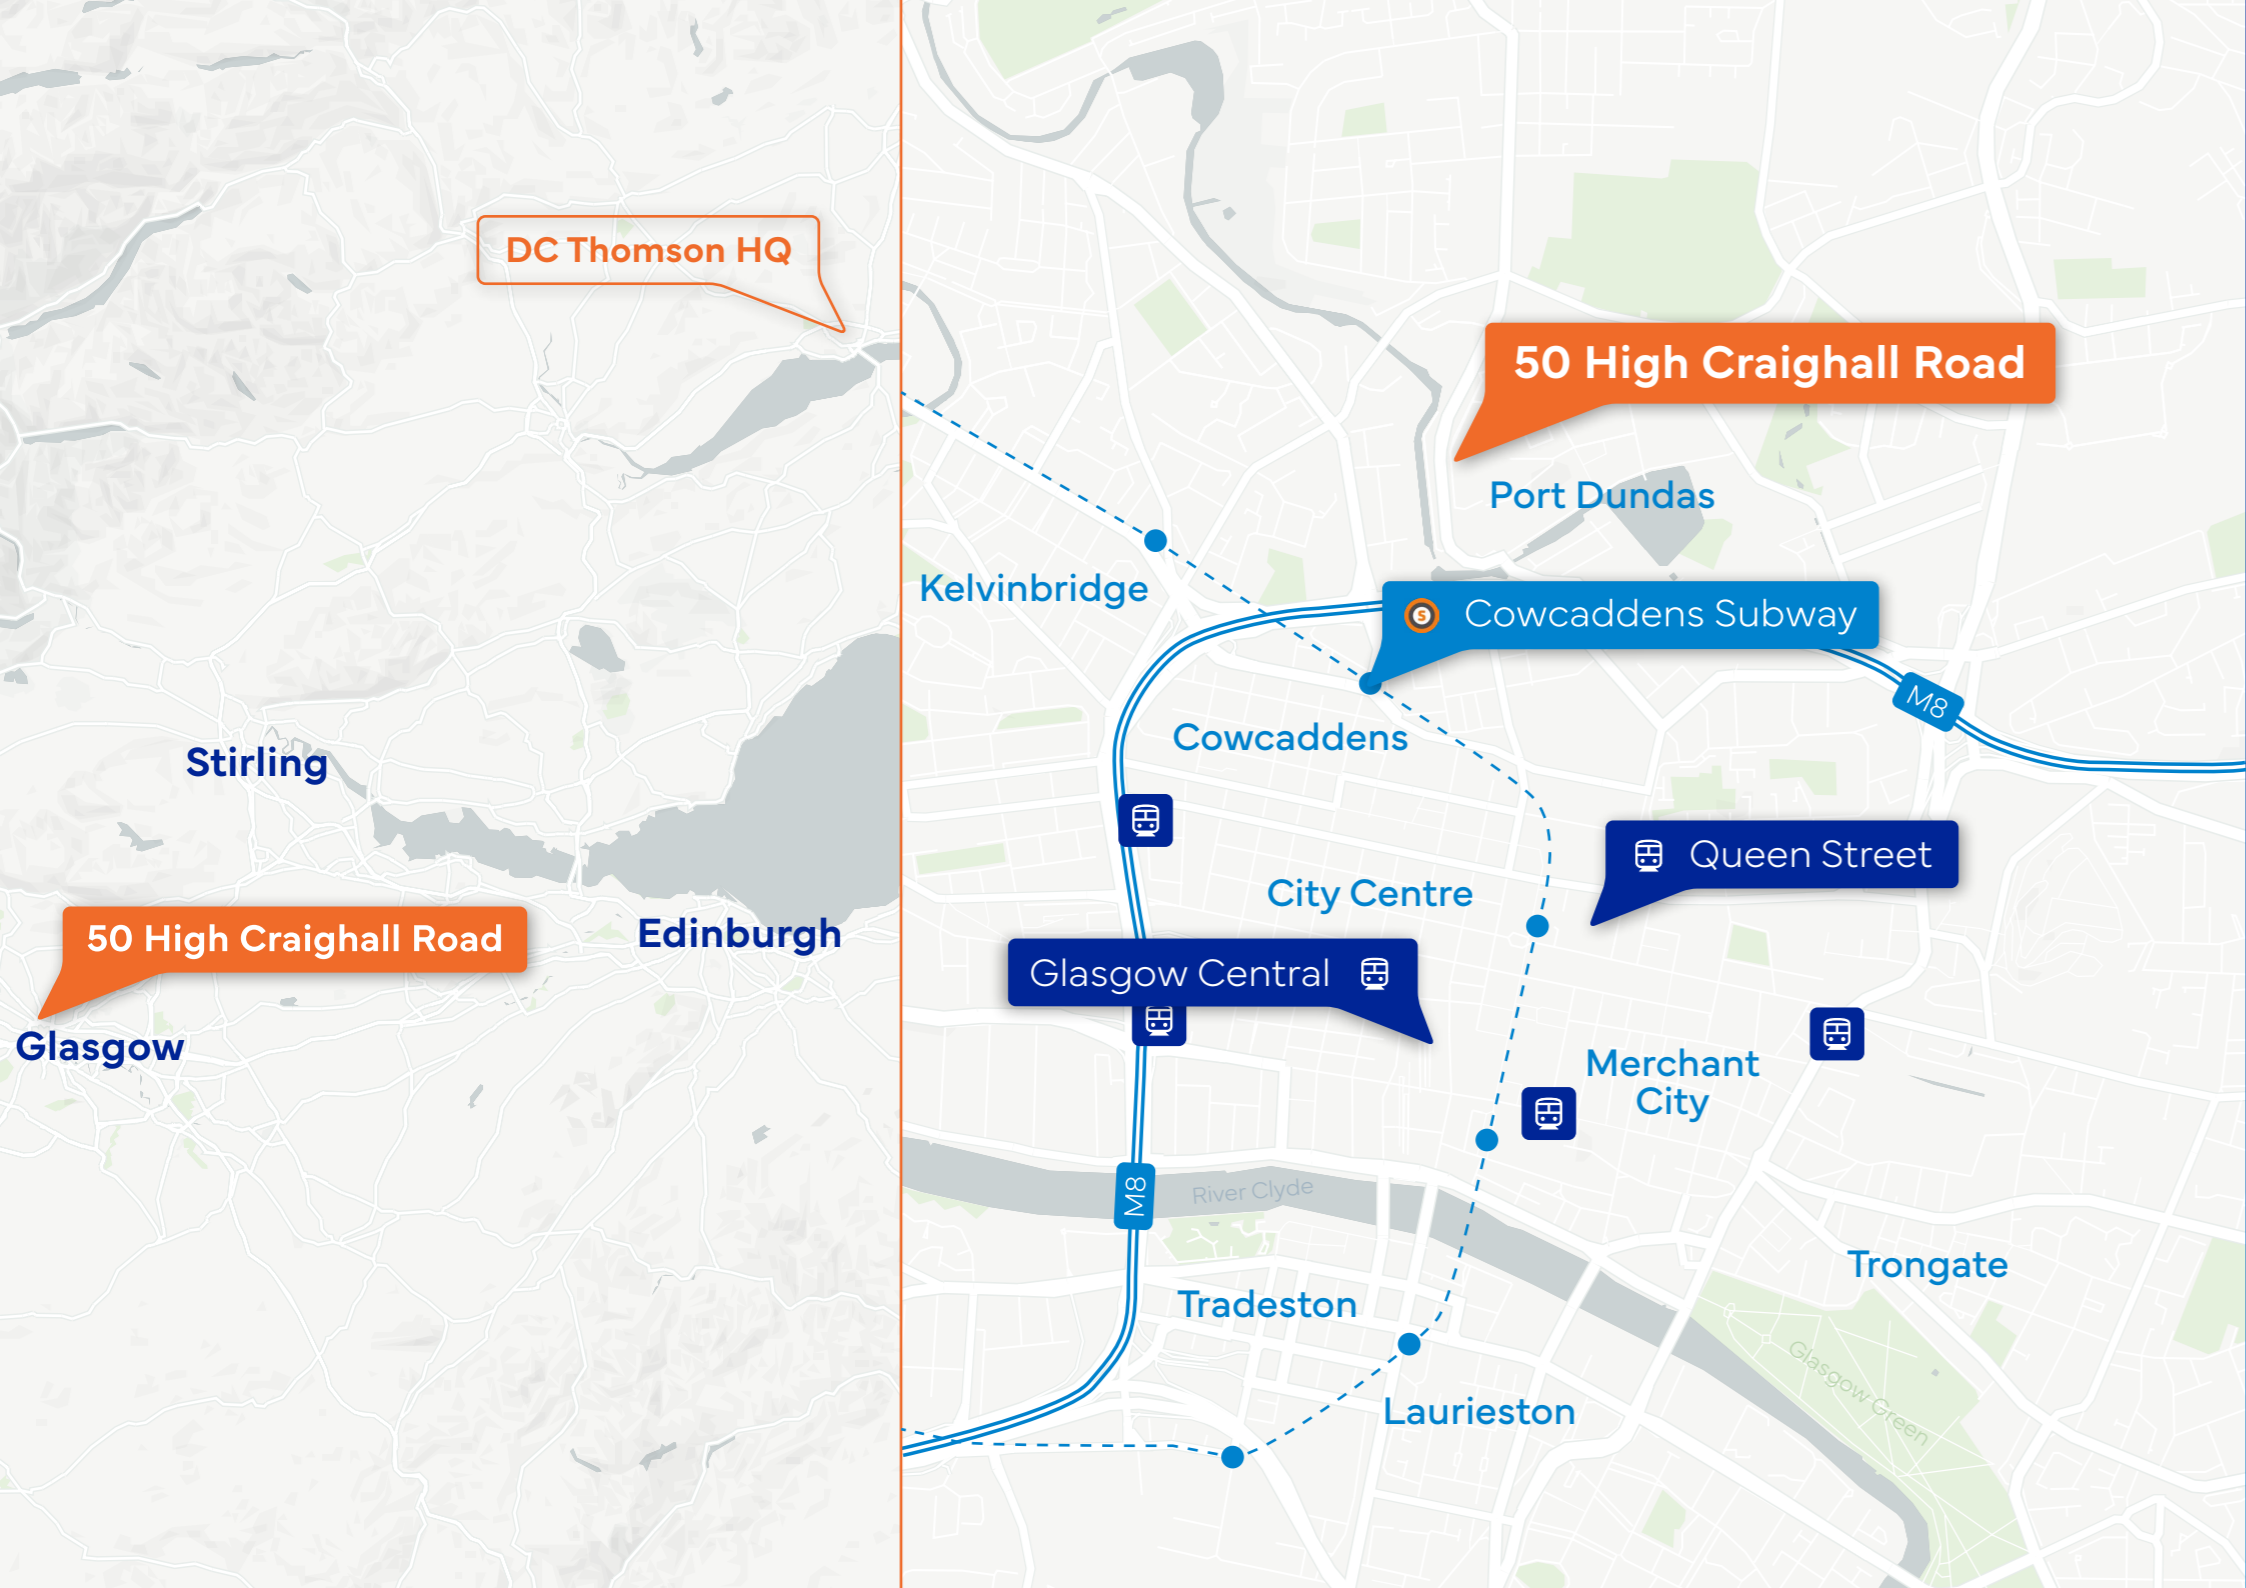 DC Thomson HQ
Stirling
50 High Craighall Road
Edinburgh
Glasgow
50 High Craighall Road
Port Dundas
Kelvinbridge
S
Cowcaddens Subway
M8
Cowcaddens
Queen Street
City Centre
Glasgow Central
Merchant
City
M8
River Clyde
Trongate
Tradeston
Glasgow Green
Laurieston